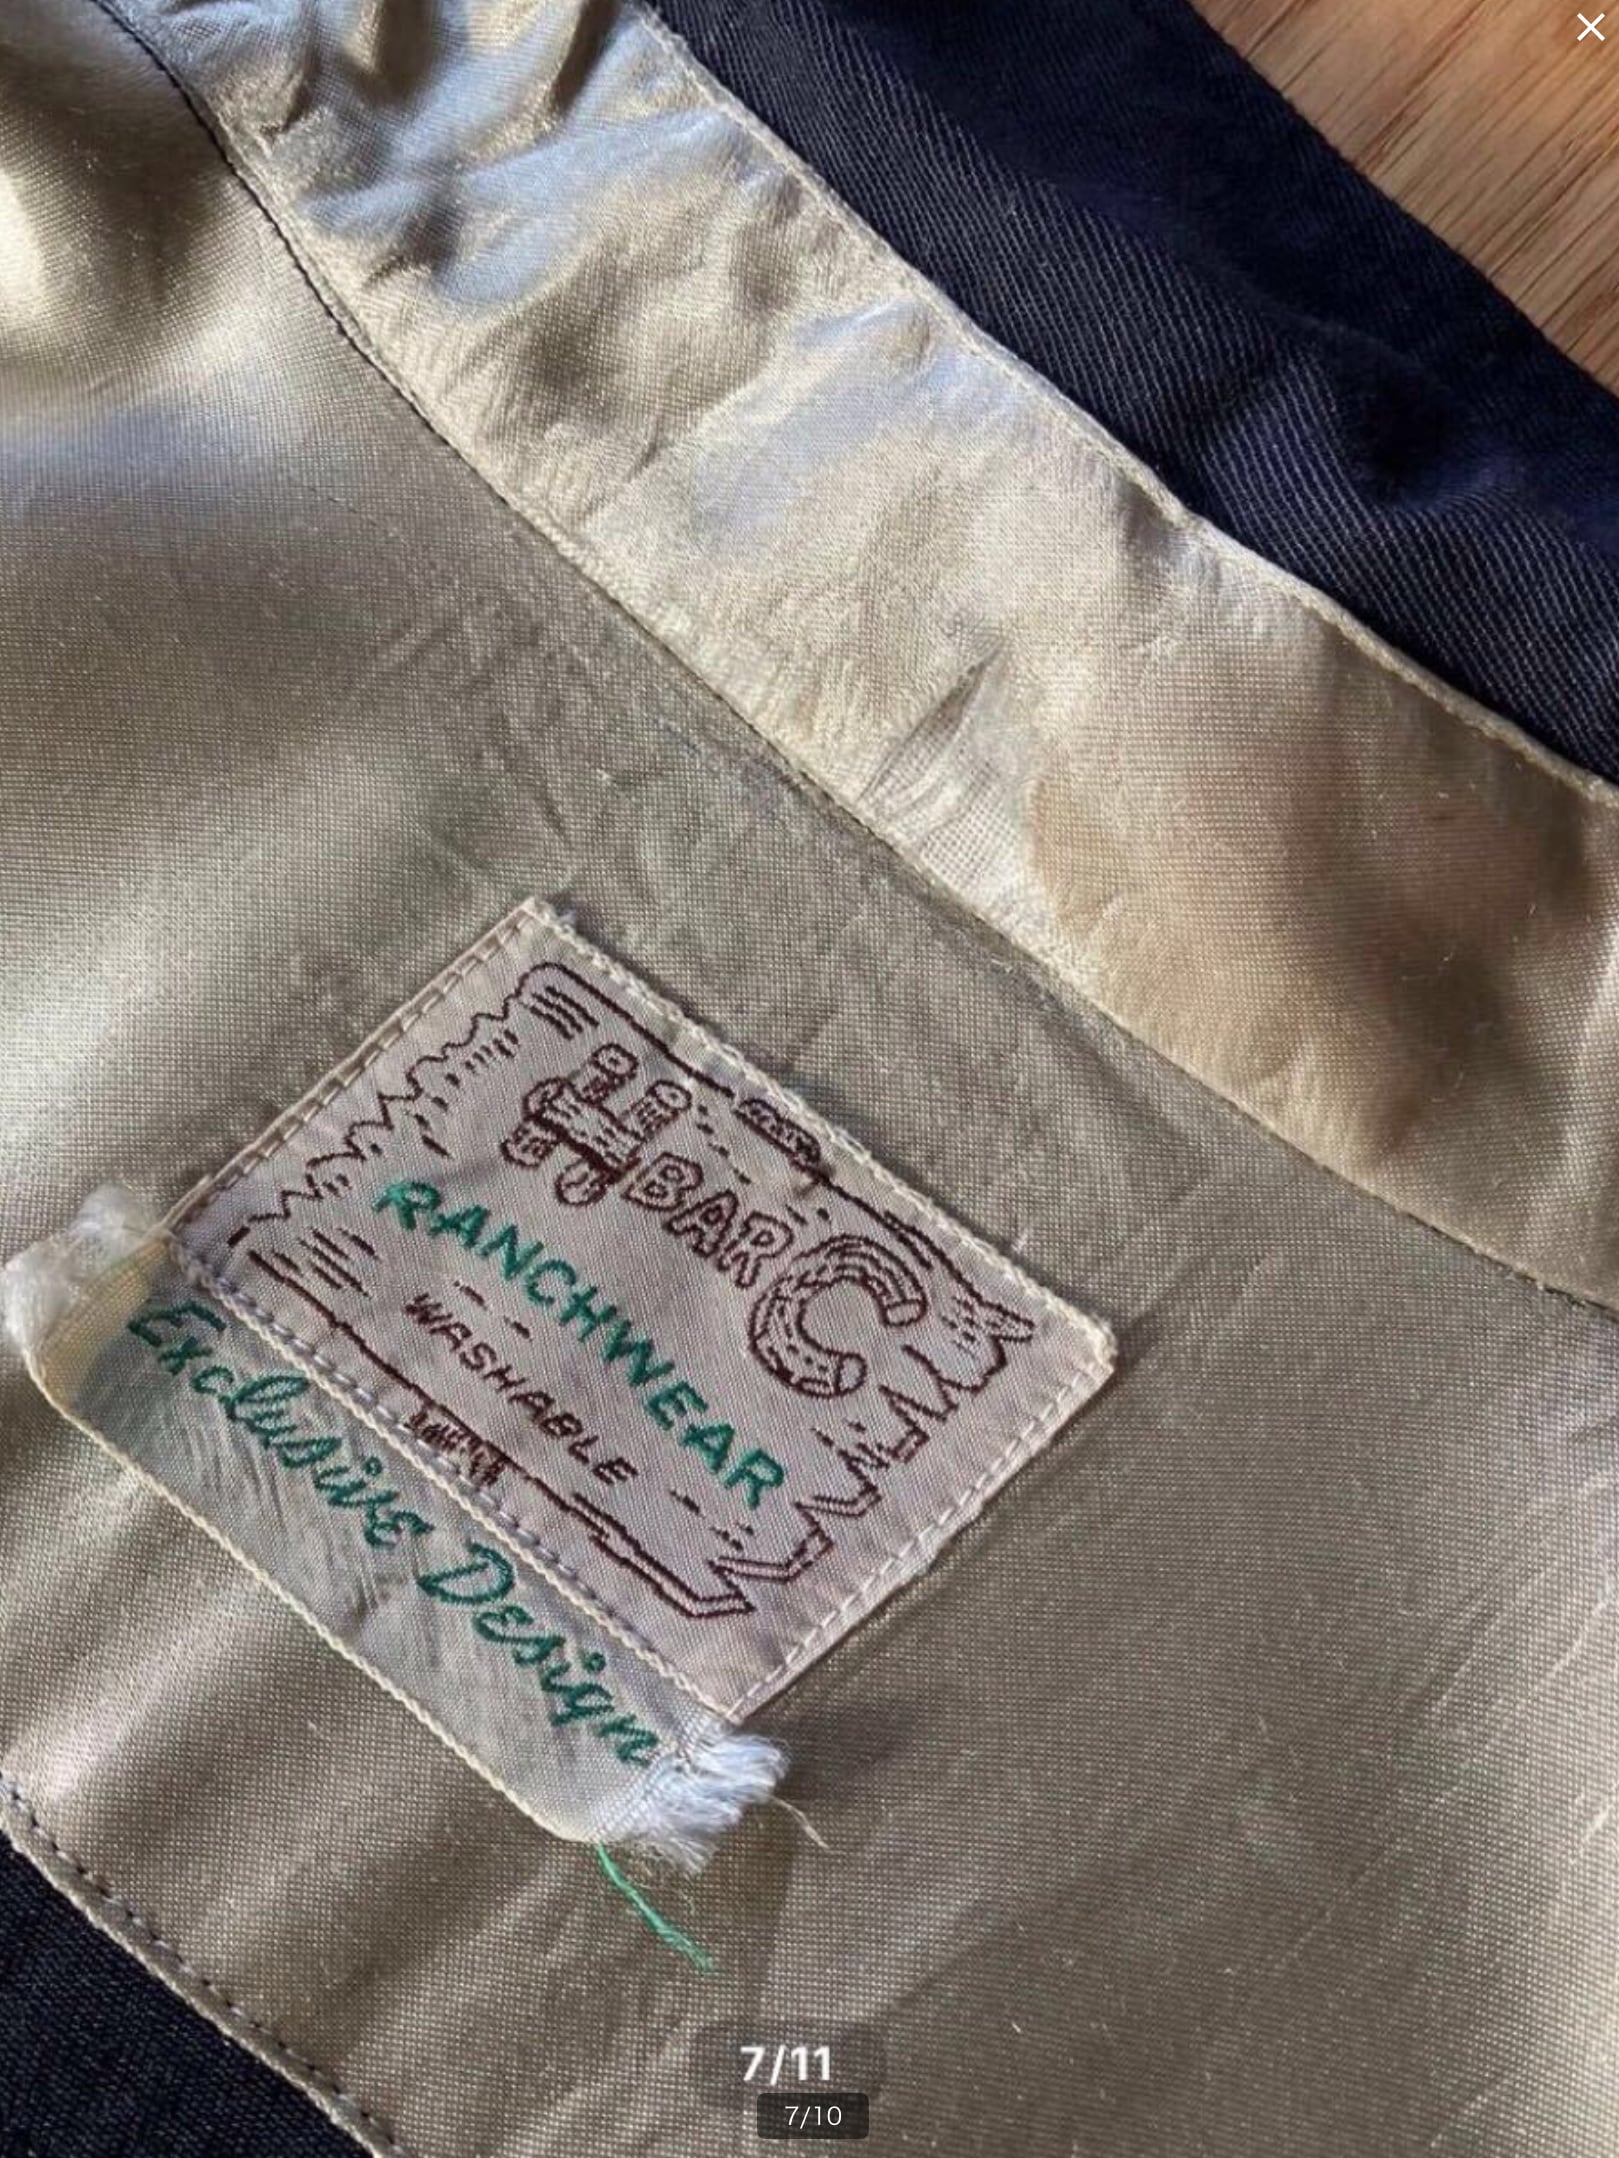 H BAR C
RANCHWEAR
WASHABLE
Exclusive Design
7/11
7/10